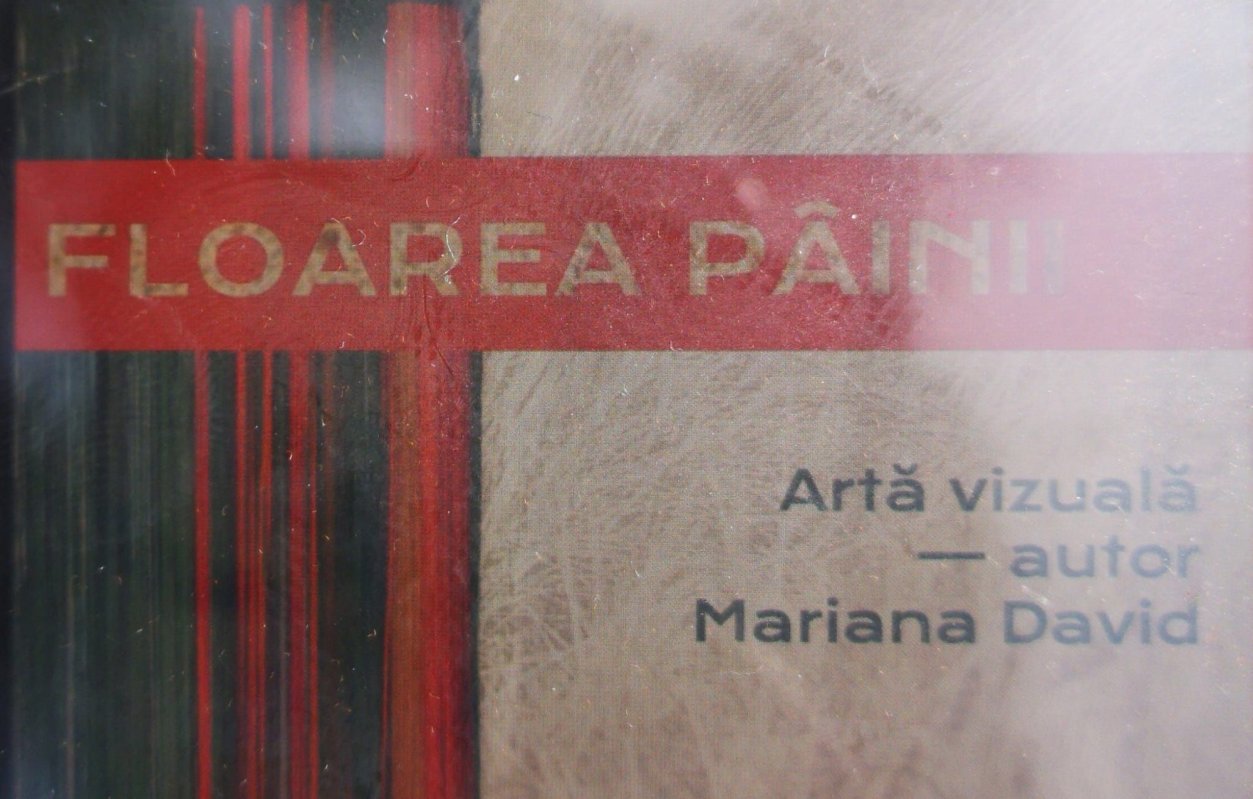 FLOAREA PÂINII
Artă vizuală
— autor
Mariana David